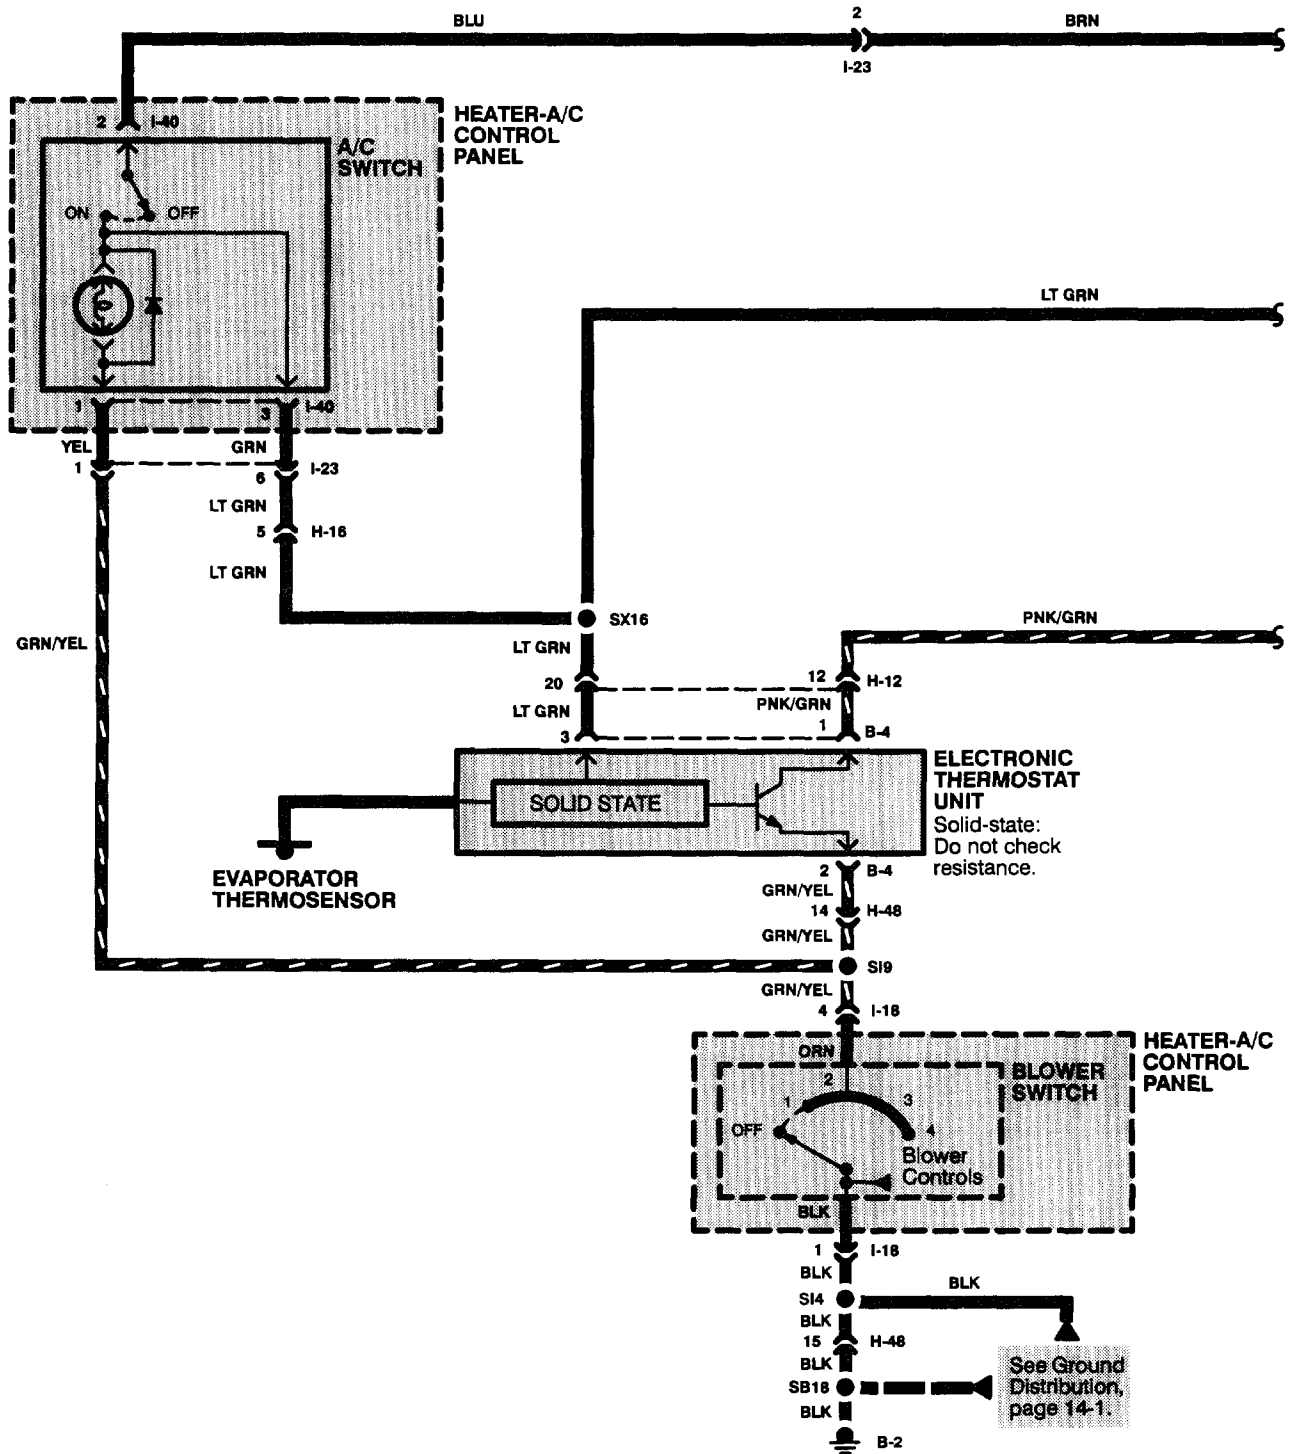 BLU
2
BRN
I-23
HEATER-A/C
CONTROL
PANEL
2
I-40
A/C
SWITCH
ON
OFF
LT GRN
1
3
I-40
YEL
GRN
1
6
I-23
LT GRN
5
H-16
LT GRN
SX16
PNK/GRN
GRN/YEL
LT GRN
20
12
H-12
PNK/GRN
LT GRN
3
1
B-4
ELECTRONIC
THERMOSTAT
UNIT
Solid-state:
Do not check
resistance.
SOLID STATE
EVAPORATOR
THERMOSENSOR
2
B-4
GRN/YEL
14
H-48
GRN/YEL
SI9
GRN/YEL
4
I-18
HEATER-A/C
CONTROL
PANEL
ORN
BLOWER
SWITCH
2
1
3
OFF
4
Blower
Controls
BLK
1
I-18
BLK
BLK
SI4
BLK
15
H-48
BLK
See Ground
Distribution,
page 14-1.
SB18
BLK
B-2